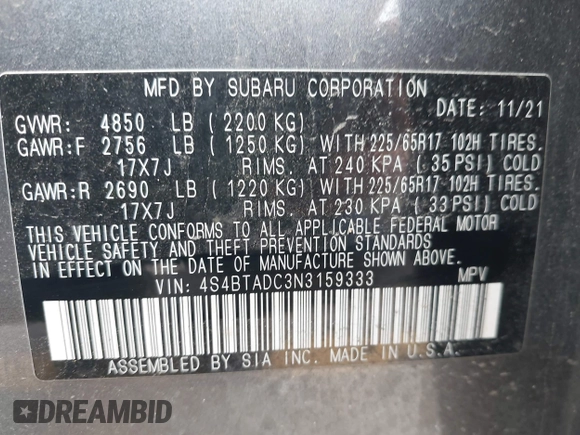 MFD BY SUBARU CORPORATION
DATE: 11/21
GVWR: 4850 LB ( 2200 KG)
GAWR:F 2756 LB ( 1250 KG) WITH 225/65R17 102H TIRES.
17X7J RIMS. AT 240 KPA ( 35 PSI) COLD
GAWR:R 2690 LB ( 1220 KG) WITH 225/65R17 102H TIRES.
17X7J RIMS. AT 230 KPA ( 33 PSI) COLD
THIS VEHICLE CONFORMS TO ALL APPLICABLE FEDERAL MOTOR
VEHICLE SAFETY AND THEFT PREVENTION STANDARDS
IN EFFECT ON THE DATE OF MANUFACTURE SHOWN ABOVE.
VIN: 4S4BTADC3N3159333 MPV
ASSEMBLED BY SIA INC. MADE IN U.S.A.
DREAMBID